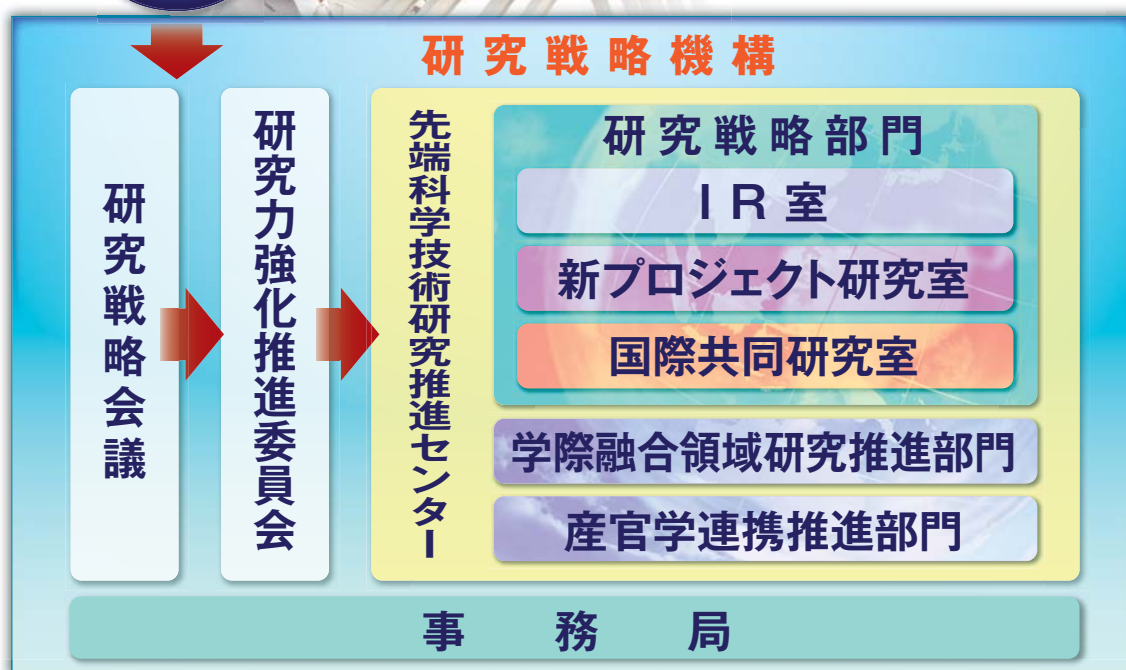 研究戦略機構
研究戦略会議
研究力強化推進委員会
先端科学技術研究推進センター
研究戦略部門
IR室
新プロジェクト研究室
国際共同研究室
学際融合領域研究推進部門
産官学連携推進部門
事務局